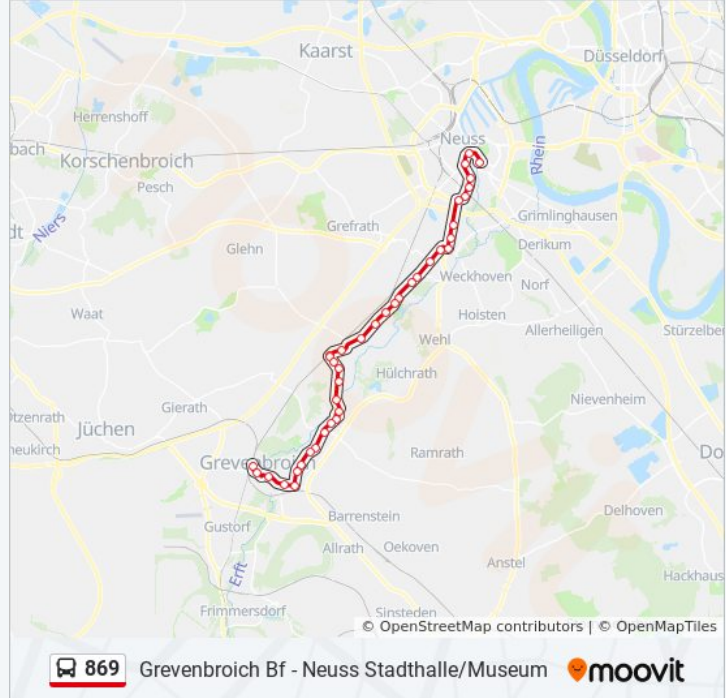 Kaarst
Düsseldorf
Herrenshoff
Neuss
bach
Korschenbroich
Rhein
Pesch
Niers
dt
Grefrath
Grimlinghausen
Glehn
Derikum
Weckhoven
Norf
Waat
Hoisten
Allerheiligen
Stürzelber
Wehl
Hülchrath
Nievenheim
Gierath
Otzenrath
Jüchen
neukirch
Ramrath
Do
Grevenbroich
Delhoven
Gustorf
Barrenstein
Allrath
Oekoven
Anstel
Hackhaus
Erft
Frimmersdorf
Sinsteden
© OpenStreetMap contributors | © OpenMapTiles
869 Grevenbroich Bf - Neuss Stadthalle/Museum moovit